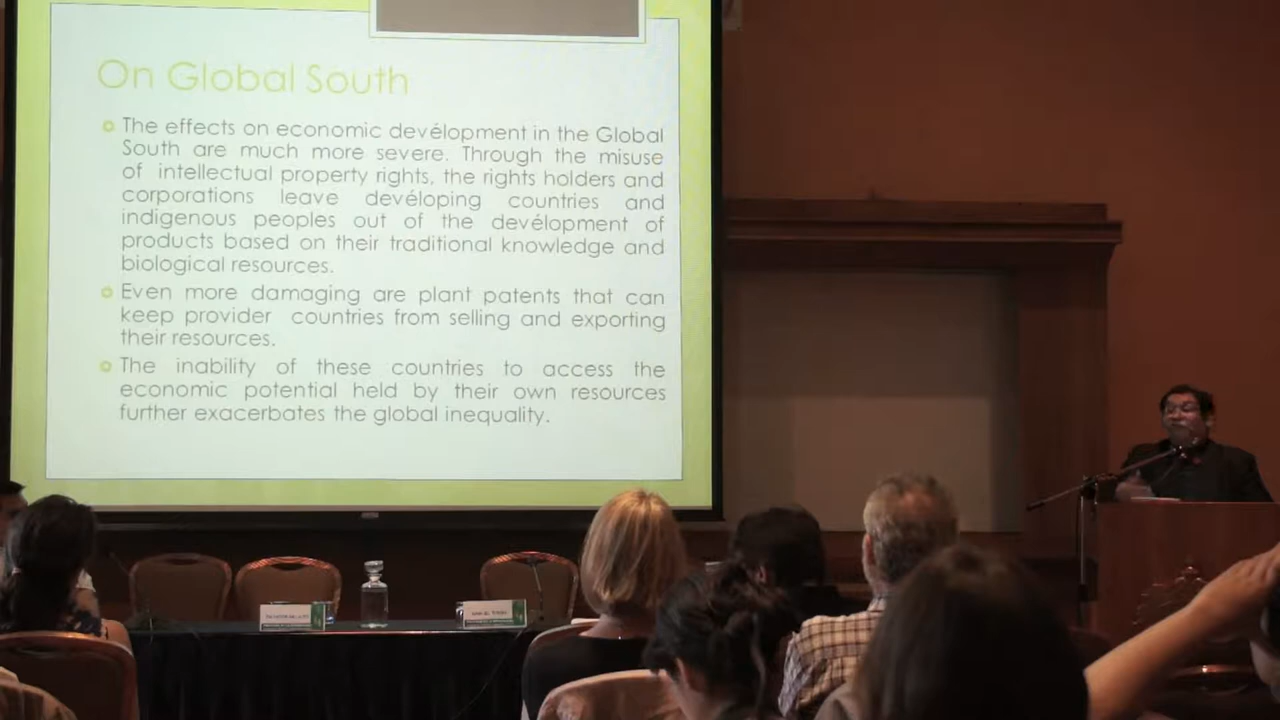 On Global South
The effects on economic devélopment in the Global
South are much more severe. Through the misuse
of intellectual property rights, the rights holders and
corporations leave devéloping countries and
indigenous peoples out of the devélopment of
products based on their traditional knowledge and
biological resources.
Even more damaging are plant patents that can
keep provider countries from selling and exporting
their resources.
The inability of these countries to access the
economic potential held by their own resources
further exacerbates the global inequality.